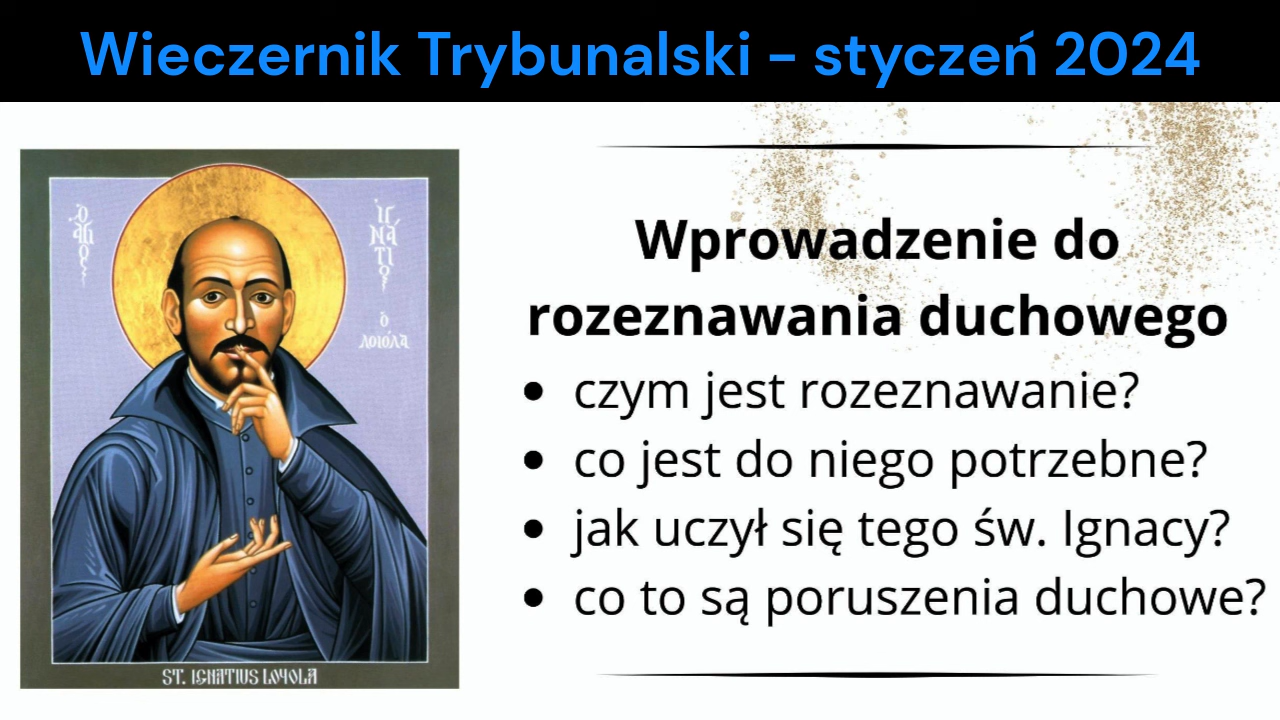 Wieczernik Trybunalski - styczeń 2024
Wprowadzenie do
rozeznawania duchowego
• czym jest rozeznawanie?
• co jest do niego potrzebne?
• jak uczył się tego św. Ignacy?
• co to są poruszenia duchowe?
ST. IGNATIUS LOYOLA